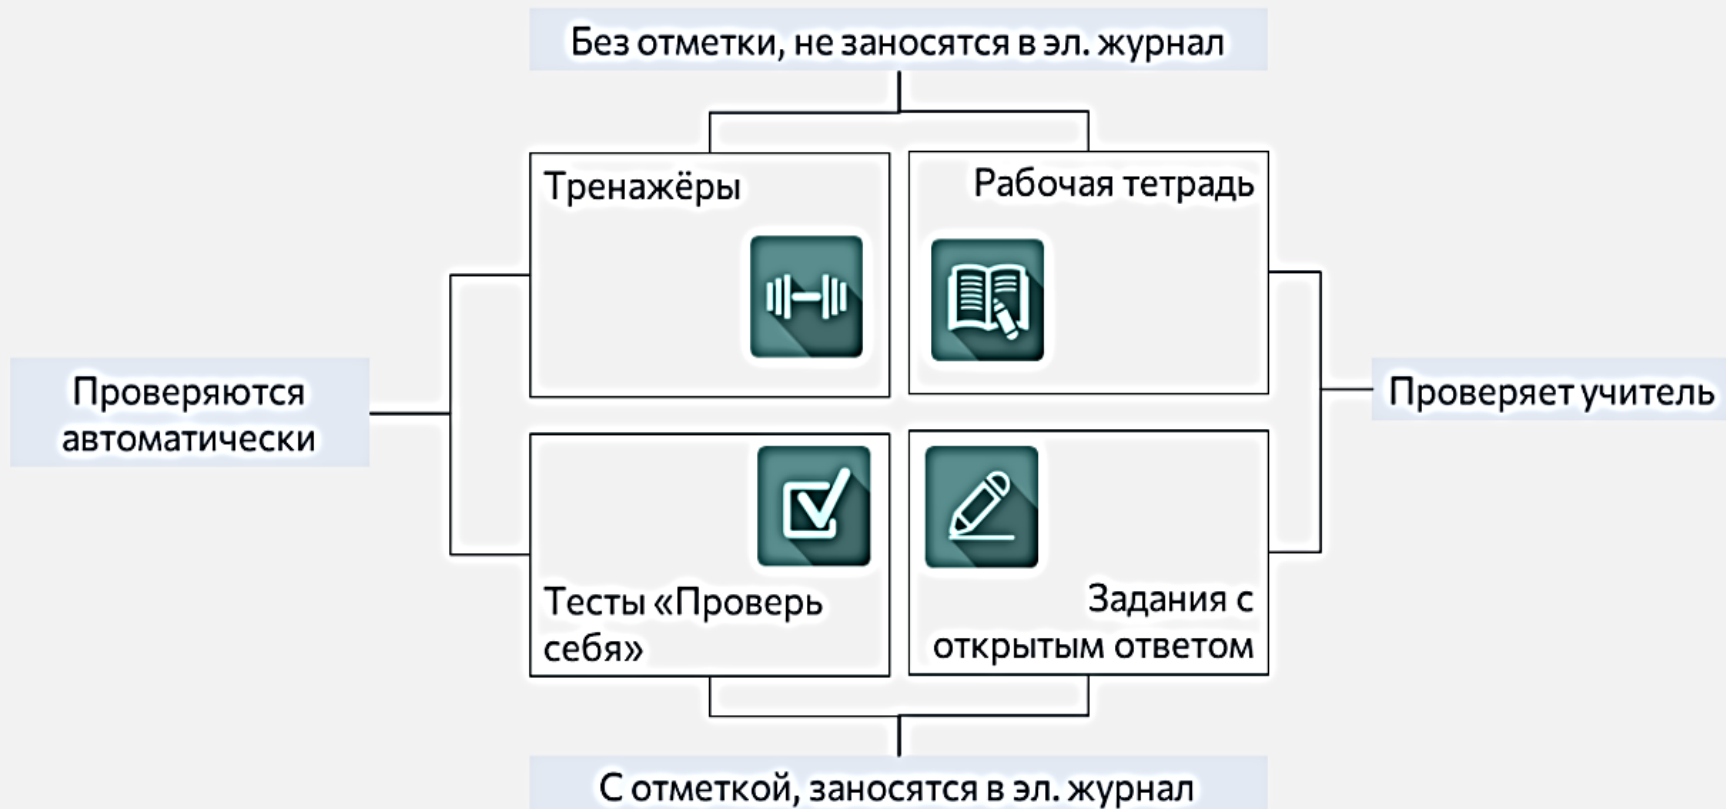 Без отметки, не заносятся в эл. журнал
Тренажёры
Рабочая тетрадь
Проверяются
автоматически
Проверяет учитель
Тесты «Проверь
себя»
Задания с
открытым ответом
С отметкой, заносятся в эл. журнал